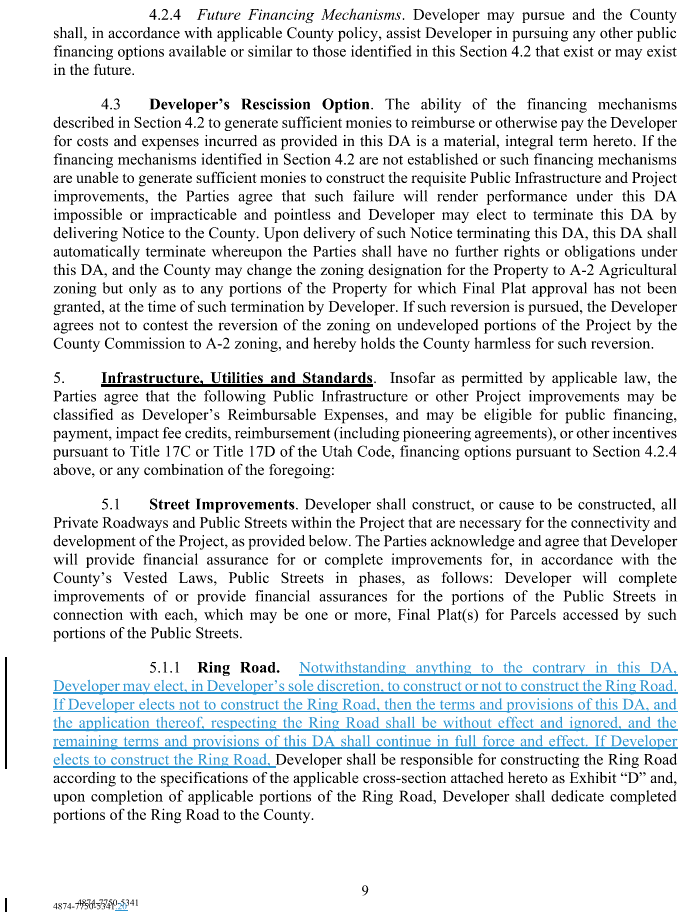 4.2.4 Future Financing Mechanisms. Developer may pursue and the County
shall, in accordance with applicable County policy, assist Developer in pursuing any other public
financing options available or similar to those identified in this Section 4.2 that exist or may exist
in the future.
4.3 Developer’s Rescission Option. The ability of the financing mechanisms
described in Section 4.2 to generate sufficient monies to reimburse or otherwise pay the Developer
for costs and expenses incurred as provided in this DA is a material, integral term hereto. If the
financing mechanisms identified in Section 4.2 are not established or such financing mechanisms
are unable to generate sufficient monies to construct the requisite Public Infrastructure and Project
improvements, the Parties agree that such failure will render performance under this DA
impossible or impracticable and pointless and Developer may elect to terminate this DA by
delivering Notice to the County. Upon delivery of such Notice terminating this DA, this DA shall
automatically terminate whereupon the Parties shall have no further rights or obligations under
this DA, and the County may change the zoning designation for the Property to A-2 Agricultural
zoning but only as to any portions of the Property for which Final Plat approval has not been
granted, at the time of such termination by Developer. If such reversion is pursued, the Developer
agrees not to contest the reversion of the zoning on undeveloped portions of the Project by the
County Commission to A-2 zoning, and hereby holds the County harmless for such reversion.
5. Infrastructure, Utilities and Standards. Insofar as permitted by applicable law, the
Parties agree that the following Public Infrastructure or other Project improvements may be
classified as Developer’s Reimbursable Expenses, and may be eligible for public financing,
payment, impact fee credits, reimbursement (including pioneering agreements), or other incentives
pursuant to Title 17C or Title 17D of the Utah Code, financing options pursuant to Section 4.2.4
above, or any combination of the foregoing:
5.1 Street Improvements. Developer shall construct, or cause to be constructed, all
Private Roadways and Public Streets within the Project that are necessary for the connectivity and
development of the Project, as provided below. The Parties acknowledge and agree that Developer
will provide financial assurance for or complete improvements for, in accordance with the
County’s Vested Laws, Public Streets in phases, as follows: Developer will complete
improvements of or provide financial assurances for the portions of the Public Streets in
connection with each, which may be one or more, Final Plat(s) for Parcels accessed by such
portions of the Public Streets.
5.1.1 Ring Road. Notwithstanding anything to the contrary in this DA,
Developer may elect, in Developer’s sole discretion, to construct or not to construct the Ring Road.
If Developer elects not to construct the Ring Road, then the terms and provisions of this DA, and
the application thereof, respecting the Ring Road shall be without effect and ignored, and the
remaining terms and provisions of this DA shall continue in full force and effect. If Developer
elects to construct the Ring Road, Developer shall be responsible for constructing the Ring Road
according to the specifications of the applicable cross-section attached hereto as Exhibit “D” and,
upon completion of applicable portions of the Ring Road, Developer shall dedicate completed
portions of the Ring Road to the County.
9
4874-7750-5341